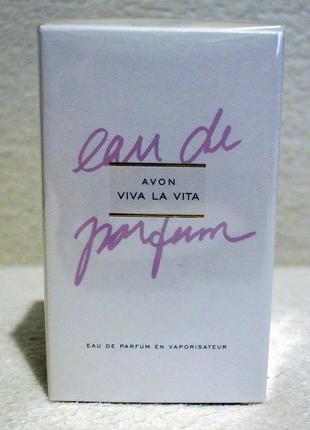 eau de
AVON
VIVA LA VITA
parfum
EAU DE PARFUM EN VAPORISATEUR